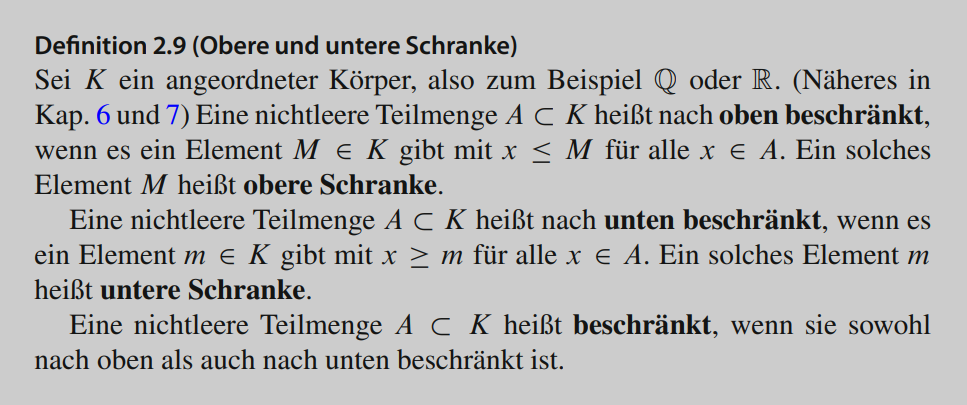 Definition 2.9 (Obere und untere Schranke)
Sei K ein angeordneter Körper, also zum Beispiel ℚ oder ℝ. (Näheres in
Kap. 6 und 7) Eine nichtleere Teilmenge A ⊂ K heißt nach oben beschränkt,
wenn es ein Element M ∈ K gibt mit x ≤ M für alle x ∈ A. Ein solches
Element M heißt obere Schranke.
Eine nichtleere Teilmenge A ⊂ K heißt nach unten beschränkt, wenn es
ein Element m ∈ K gibt mit x ≥ m für alle x ∈ A. Ein solches Element m
heißt untere Schranke.
Eine nichtleere Teilmenge A ⊂ K heißt beschränkt, wenn sie sowohl
nach oben als auch nach unten beschränkt ist.